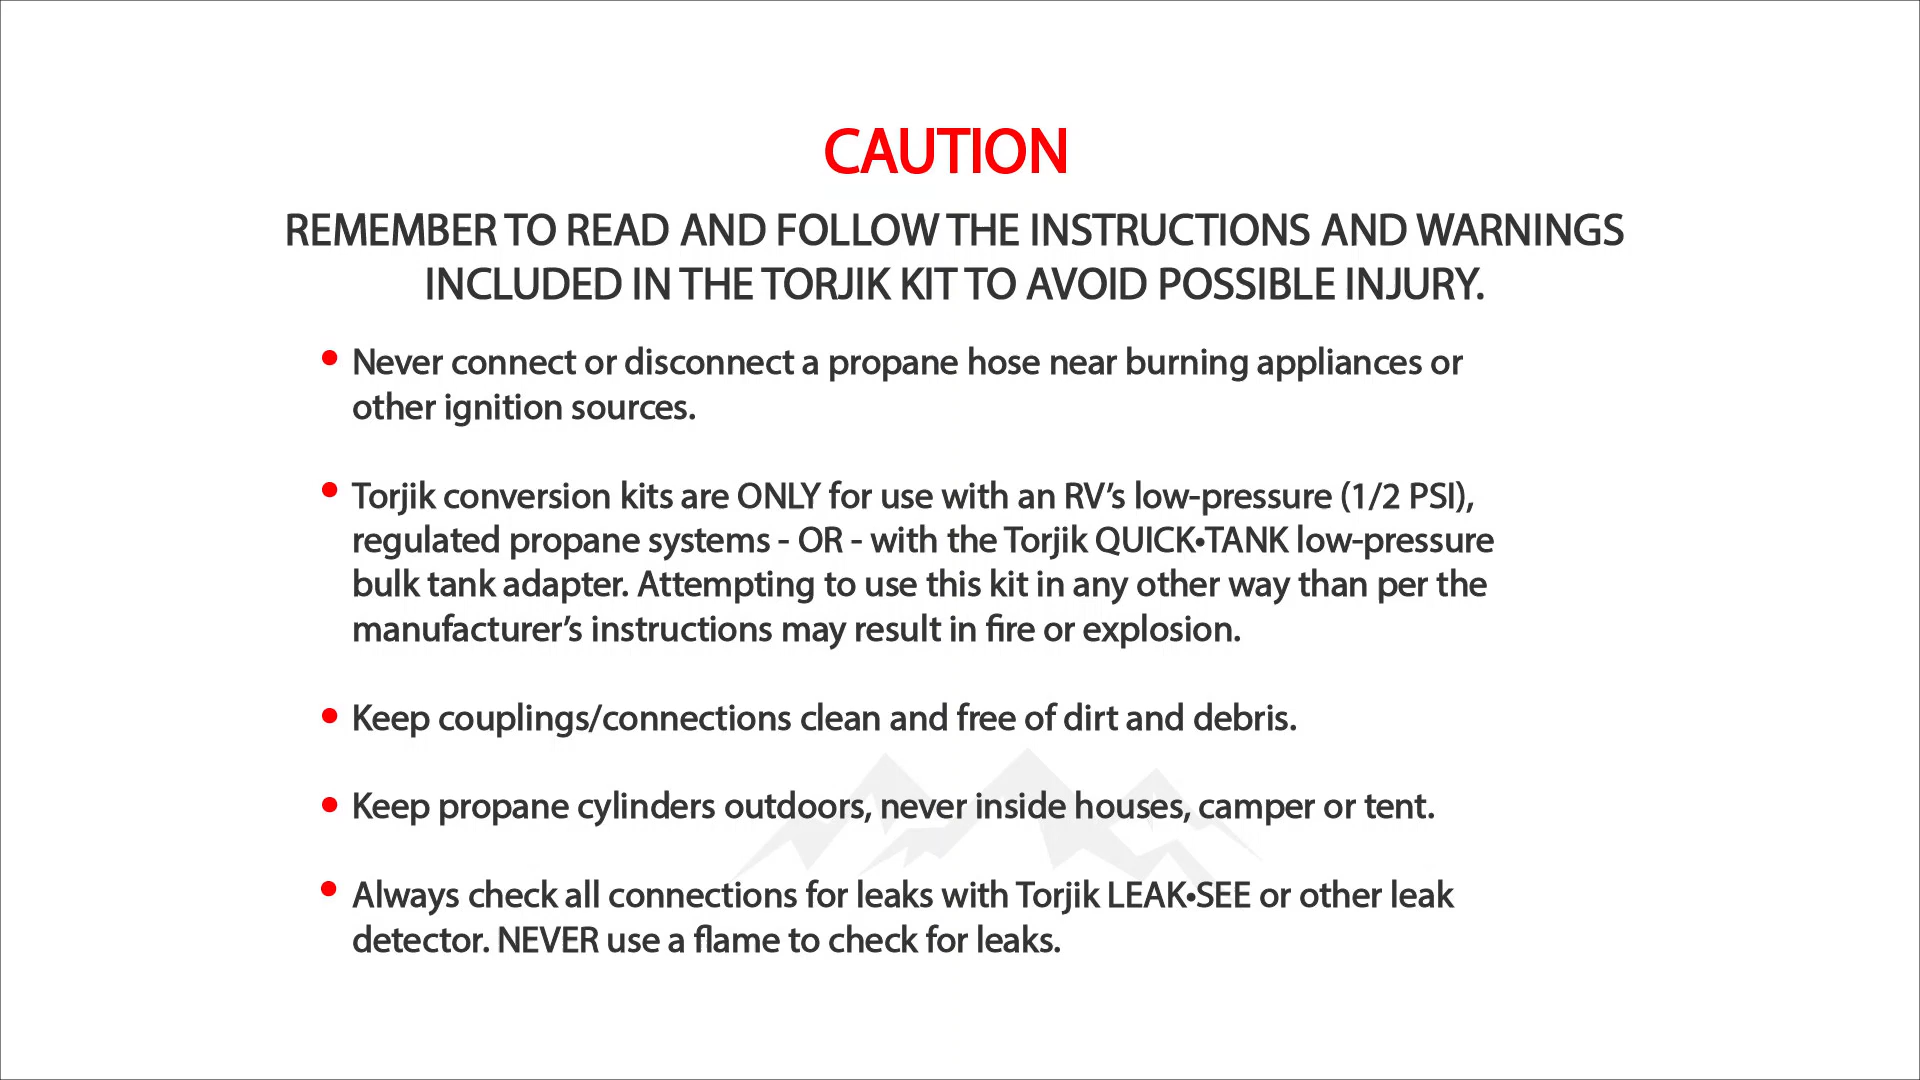 CAUTION
REMEMBER TO READ AND FOLLOW THE INSTRUCTIONS AND WARNINGS
INCLUDED IN THE TORJIK KIT TO AVOID POSSIBLE INJURY.
• Never connect or disconnect a propane hose near burning appliances or
other ignition sources.
• Torjik conversion kits are ONLY for use with an RV’s low-pressure (1/2 PSI),
regulated propane systems - OR - with the Torjik QUICK•TANK low-pressure
bulk tank adapter. Attempting to use this kit in any other way than per the
manufacturer’s instructions may result in fire or explosion.
• Keep couplings/connections clean and free of dirt and debris.
• Keep propane cylinders outdoors, never inside houses, camper or tent.
• Always check all connections for leaks with Torjik LEAK•SEE or other leak
detector. NEVER use a flame to check for leaks.